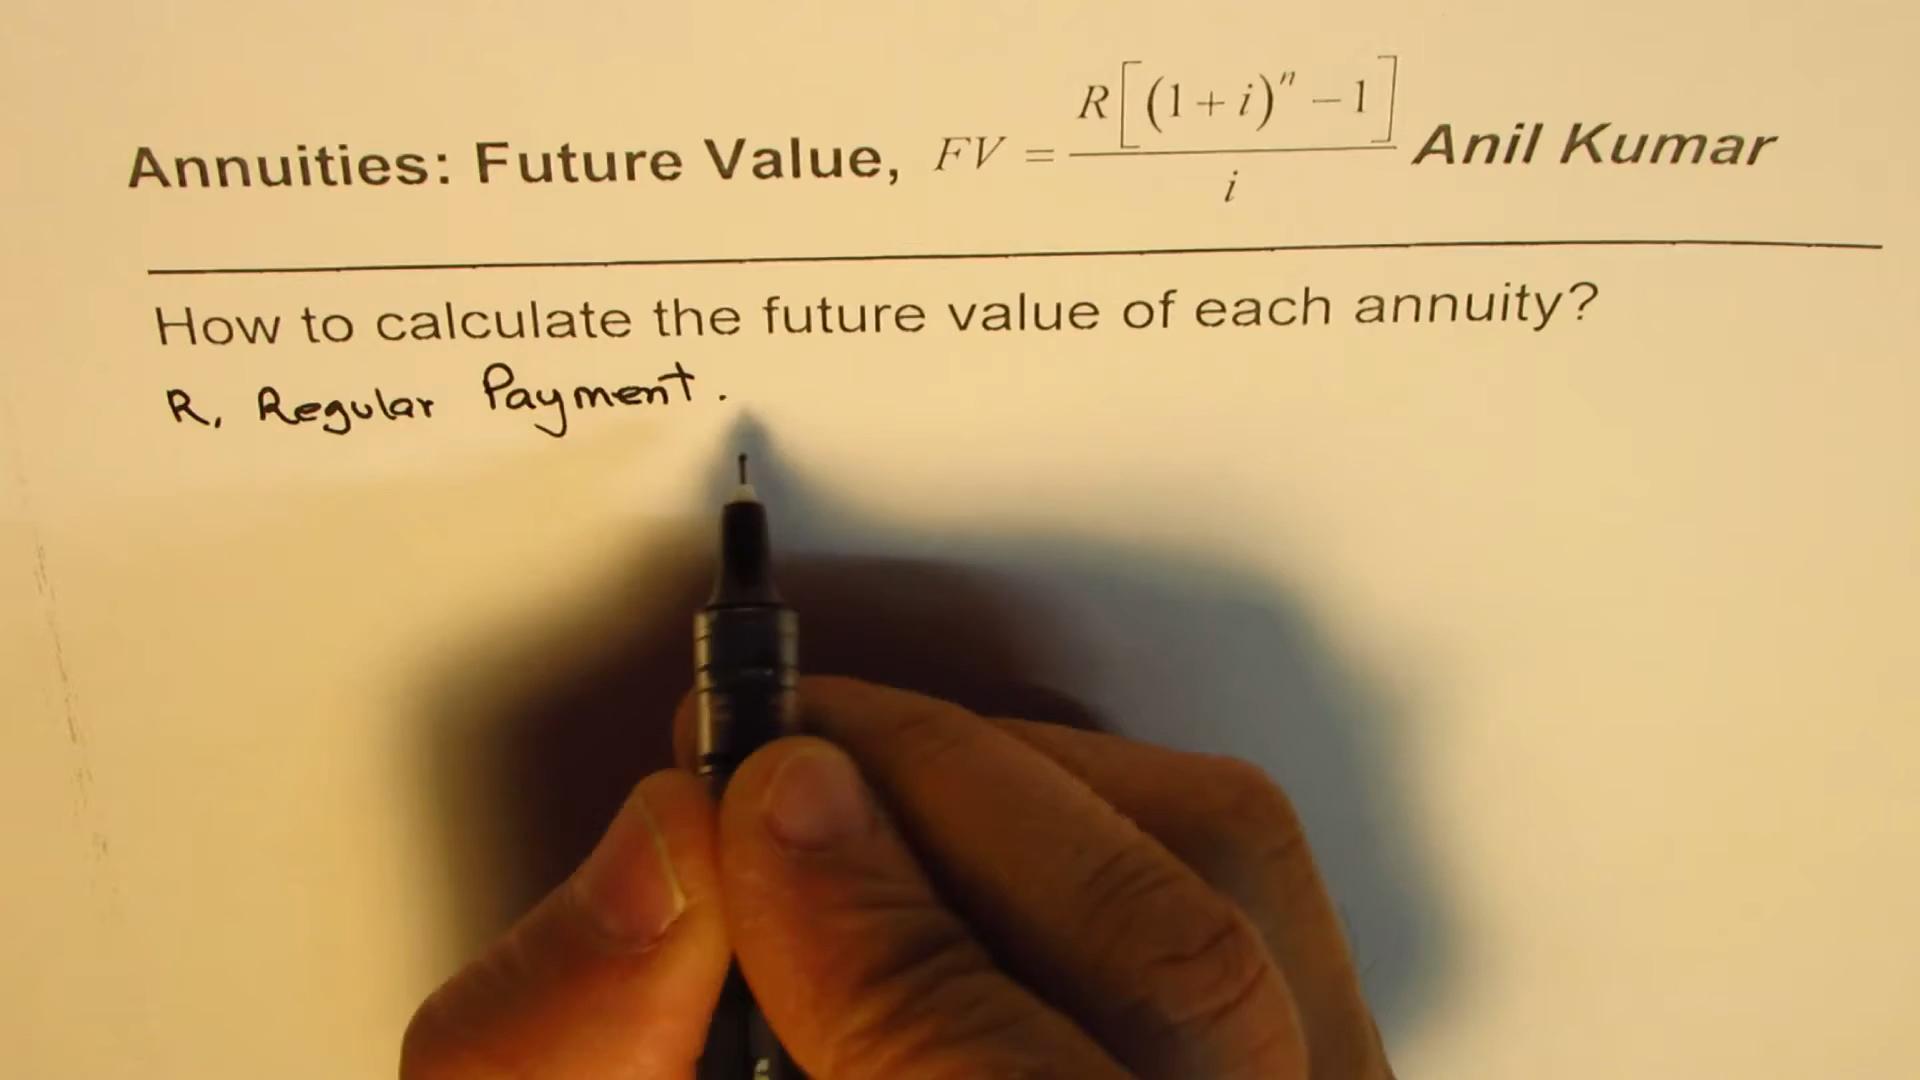 Annuities: Future Value, FV = R[(1+i)^n − 1] / i Anil Kumar
How to calculate the future value of each annuity?
R, Regular Payment.